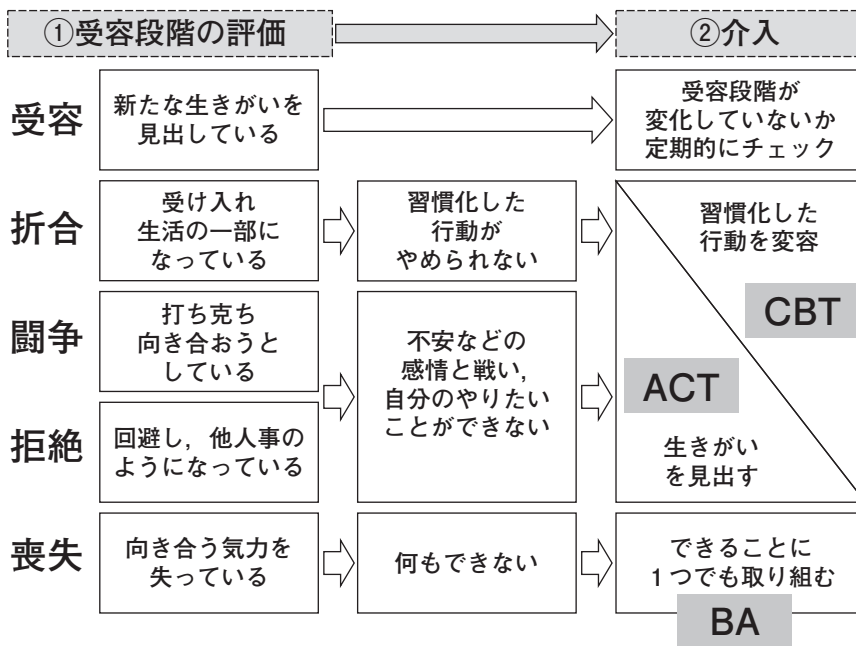 ①受容段階の評価
②介入
受容
新たな生きがいを
見出している
受容段階が
変化していないか
定期的にチェック
折合
受け入れ
生活の一部に
なっている
習慣化した
行動が
やめられない
習慣化した
行動を変容
CBT
闘争
打ち克ち
向き合おうと
している
不安などの
感情と戦い，
自分のやりたい
ことができない
ACT
生きがい
を見出す
拒絶
回避し，他人事の
ようになっている
喪失
向き合う気力を
失っている
何もできない
できることに
1つでも取り組む
BA